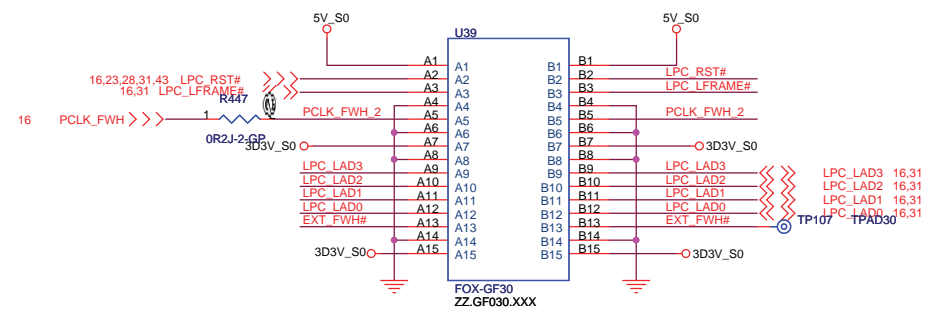 5V_S0 5V_S0
U39
A1 A1 B1 B1
16,23,28,31,43 LPC_RST# A2 A2 B2 B2 LPC_RST#
16,31 LPC_LFRAME# A3 A3 B3 B3 LPC_LFRAME#
R447 A4 A4 B4 B4
16 PCLK_FWH 1 PCLK_FWH_2 A5 A5 B5 B5 PCLK_FWH_2
A6 A6 B6 B6
0R2J-2-GP
3D3V_S0 A7 A7 B7 B7 3D3V_S0
A8 A8 B8 B8
LPC_LAD3 A9 A9 B9 B9 LPC_LAD3 LPC_LAD3 16,31
LPC_LAD2 A10 A10 B10 B10 LPC_LAD2 LPC_LAD2 16,31
LPC_LAD1 A11 A11 B11 B11 LPC_LAD1 LPC_LAD1 16,31
LPC_LAD0 A12 A12 B12 B12 LPC_LAD0 LPC_LAD0 16,31
EXT_FWH# A13 A13 B13 B13 EXT_FWH# TP107 TPAD30
A14 A14 B14 B14
3D3V_S0 A15 A15 B15 B15 3D3V_S0
FOX-GF30
ZZ.GF030.XXX